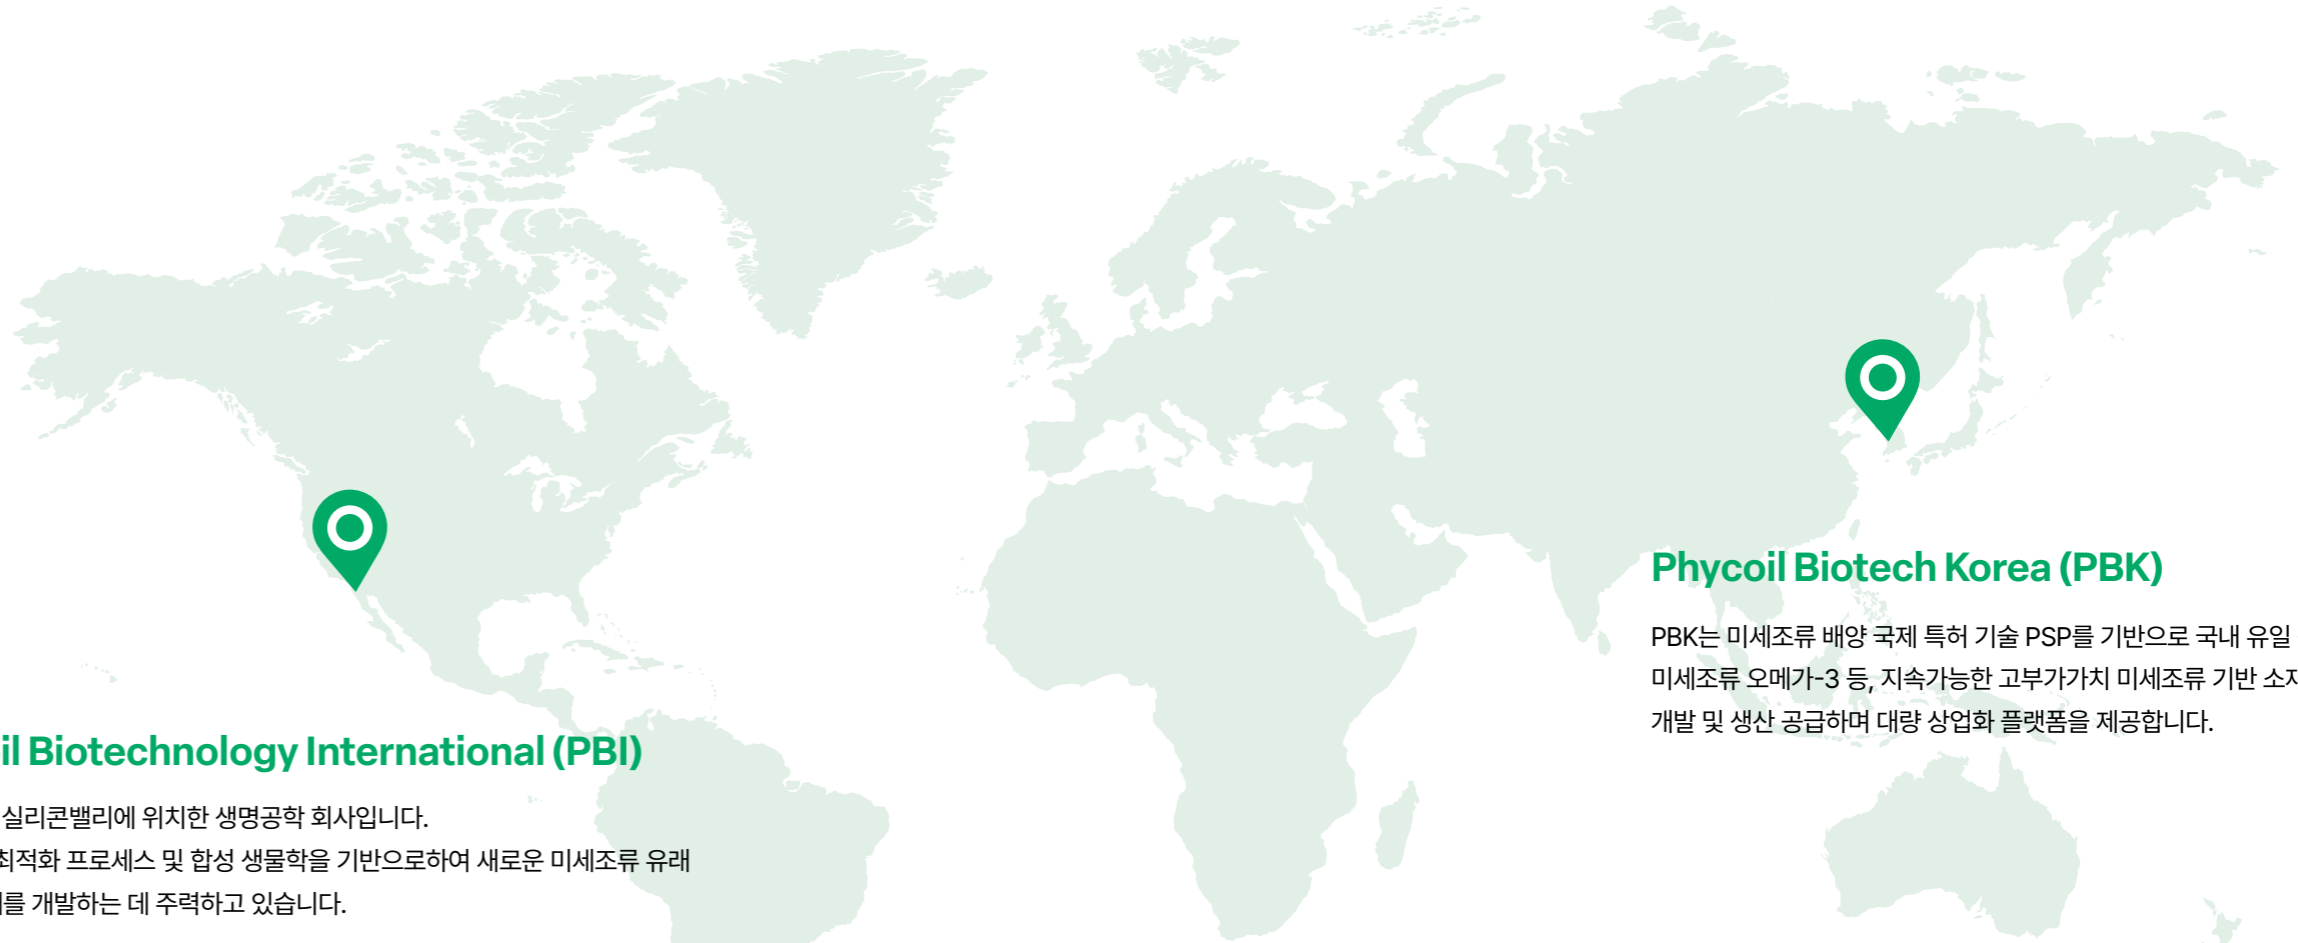 Phycoil Biotech Korea (PBK)
PBK는 미세조류 배양 국제 특허 기술 PSP를 기반으로 국내 유일
미세조류 오메가-3 등, 지속가능한 고부가가치 미세조류 기반
개발 및 생산 공급하며 대량 상업화 플랫폼을 제공합니다.
il Biotechnology International (PBI)
실리콘밸리에 위치한 생명공학 회사입니다.
최적화 프로세스 및 합성 생물학을 기반으로하여 새로운 미세조류 유래
를 개발하는 데 주력하고 있습니다.